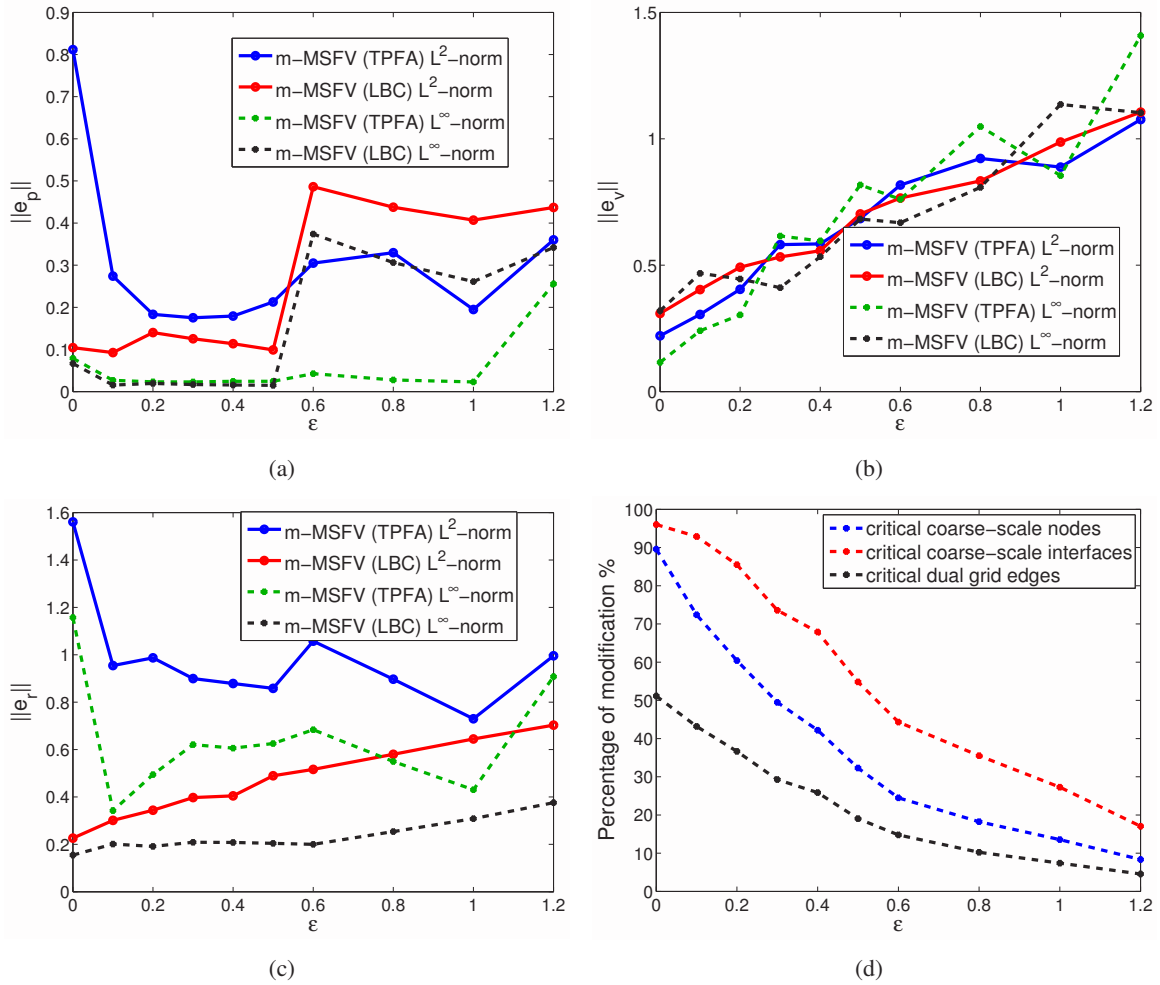 0.9
0.8
0.7
0.6
0.5
0.4
0.3
0.2
0.1
0
||e_p||
m−MSFV (TPFA) L²−norm
m−MSFV (LBC) L²−norm
m−MSFV (TPFA) L^∞−norm
m−MSFV (LBC) L^∞−norm
0 0.2 0.4 0.6 0.8 1 1.2
ε
(a)
1.5
1
0.5
0
||e_v||
m−MSFV (TPFA) L²−norm
m−MSFV (LBC) L²−norm
m−MSFV (TPFA) L^∞−norm
m−MSFV (LBC) L^∞−norm
0 0.2 0.4 0.6 0.8 1 1.2
ε
(b)
1.6
1.4
1.2
1
0.8
0.6
0.4
0.2
0
||e_r||
m−MSFV (TPFA) L²−norm
m−MSFV (LBC) L²−norm
m−MSFV (TPFA) L^∞−norm
m−MSFV (LBC) L^∞−norm
0 0.2 0.4 0.6 0.8 1 1.2
ε
(c)
100
90
80
70
60
50
40
30
20
10
0
Percentage of modification %
critical coarse−scale nodes
critical coarse−scale interfaces
critical dual grid edges
0 0.2 0.4 0.6 0.8 1 1.2
ε
(d)